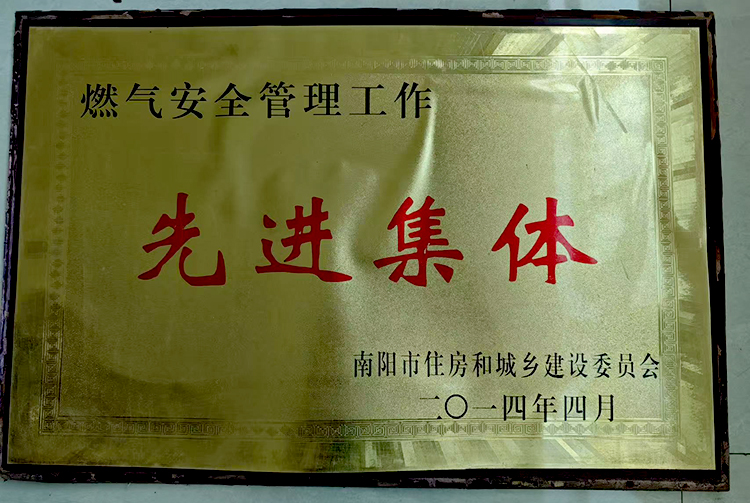 燃气安全管理工作
先进集体
南阳市住房和城乡建设委员会
二〇一四年四月